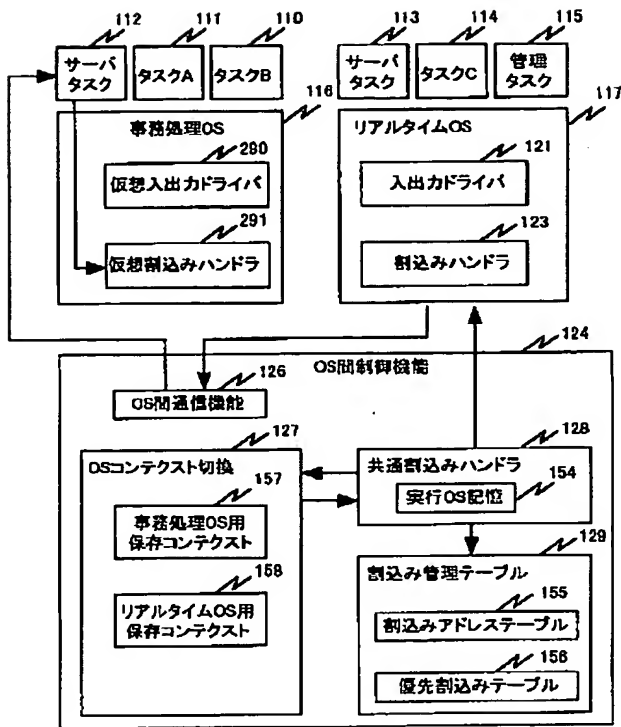 112
111
110
113
114
115
サーバ
タスク
タスクA
タスクB
サーバ
タスク
タスクC
管理
タスク
116
117
事務処理OS
リアルタイムOS
290
121
仮想入出力ドライバ
入出力ドライバ
291
123
仮想割込みハンドラ
割込みハンドラ
124
OS間制御機能
126
OS間通信機能
127
128
OSコンテクスト切換
共通割込みハンドラ
157
154
実行OS記憶
事務処理OS用
保存コンテクスト
129
割込み管理テーブル
158
155
リアルタイムOS用
保存コンテクスト
割込みアドレステーブル
156
優先割込みテーブル